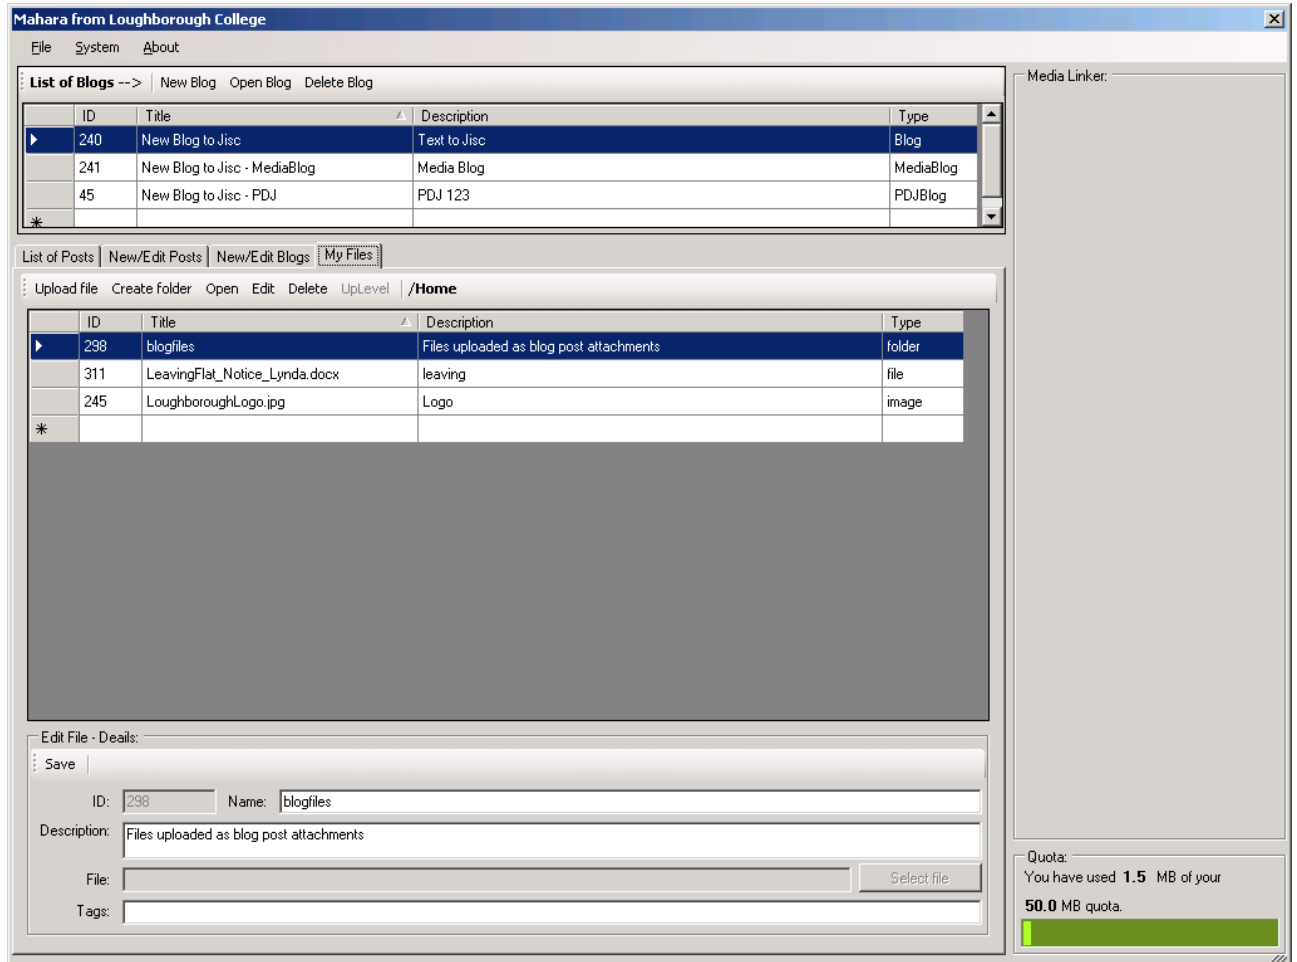 Mahara from Loughborough College
File System About
List of Blogs --> New Blog Open Blog Delete Blog
ID Title Description Type
240 New Blog to Jisc Text to Jisc Blog
241 New Blog to Jisc - MediaBlog Media Blog MediaBlog
45 New Blog to Jisc - PDJ PDJ 123 PDJBlog
List of Posts New/Edit Posts New/Edit Blogs My Files
Upload file Create folder Open Edit Delete UpLevel /Home
ID Title Description Type
298 blogfiles Files uploaded as blog post attachments folder
311 LeavingFlat_Notice_Lynda.docx leaving file
245 LoughboroughLogo.jpg Logo image
Edit File - Deails:
Save
ID: 298 Name: blogfiles
Description: Files uploaded as blog post attachments
File: Select file
Tags:
Media Linker:
Quota:
You have used 1.5 MB of your
50.0 MB quota.